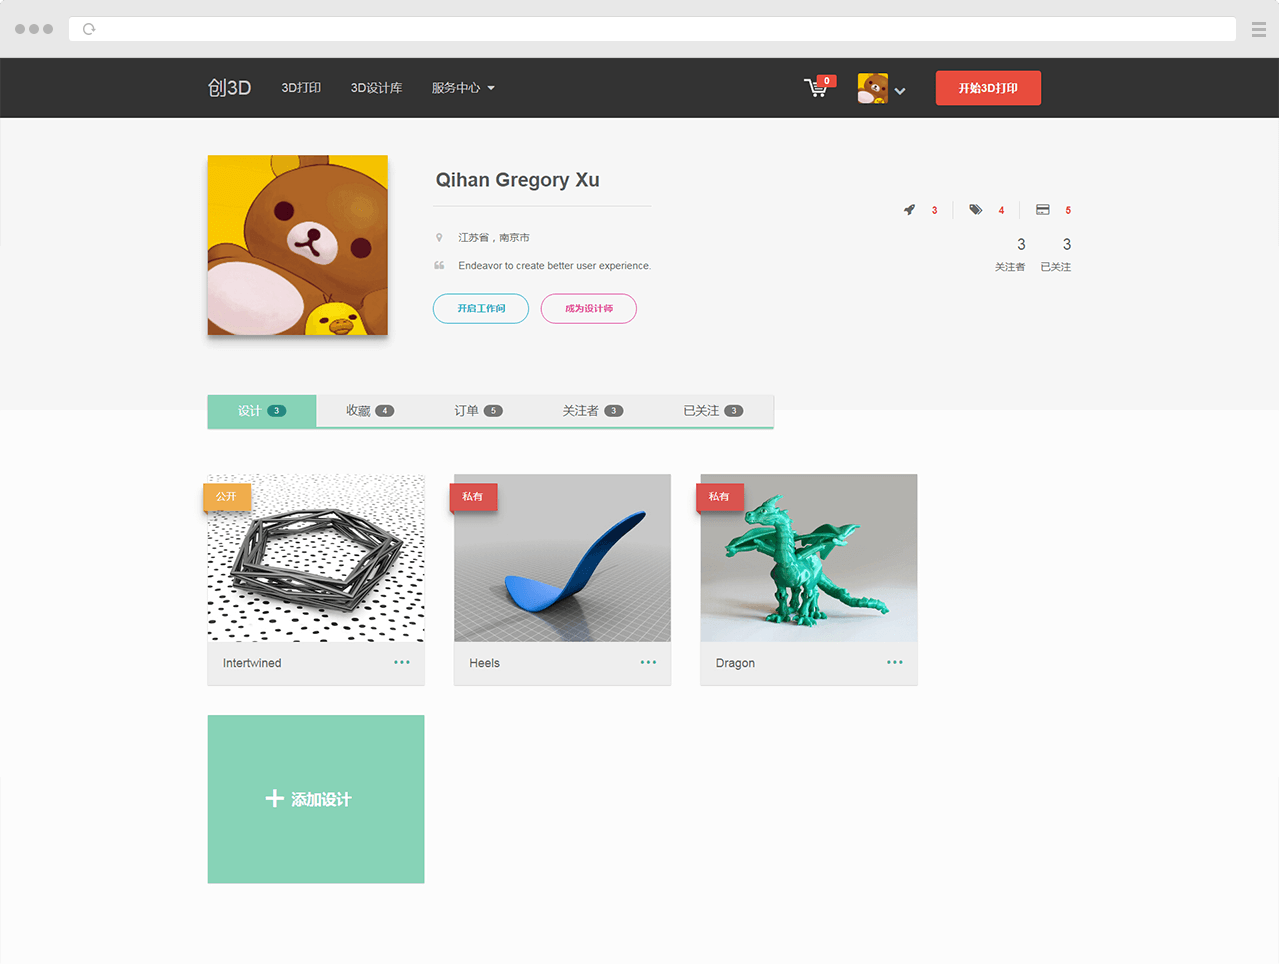 创3D 3D打印 3D设计库 服务中心 0 开始3D打印
Qihan Gregory Xu
3 4 5
江苏省，南京市
3 3
Endeavor to create better user experience.
关注者 已关注
开启工作间 成为设计师
设计 3 收藏 4 订单 5 关注者 3 已关注 3
公开 私有 私有
Intertwined Heels Dragon
添加设计